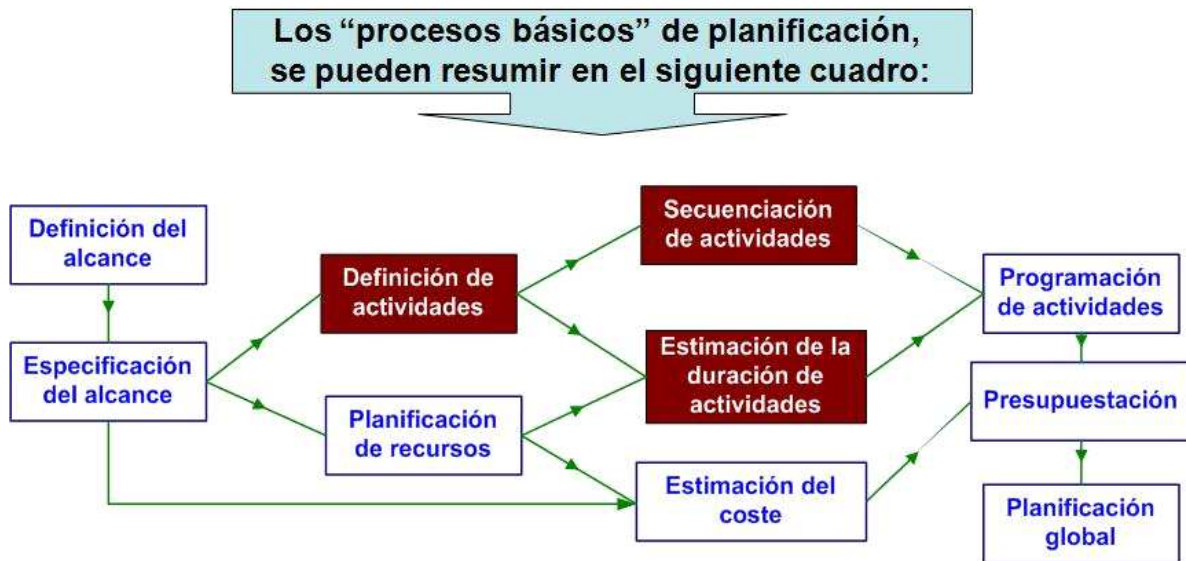 Los “procesos básicos” de planificación,
se pueden resumir en el siguiente cuadro:
Definición del
alcance
Especificación
del alcance
Definición de
actividades
Planificación
de recursos
Secuenciación
de actividades
Estimación de la
duración de
actividades
Estimación del
coste
Programación
de actividades
Presupuestación
Planificación
global